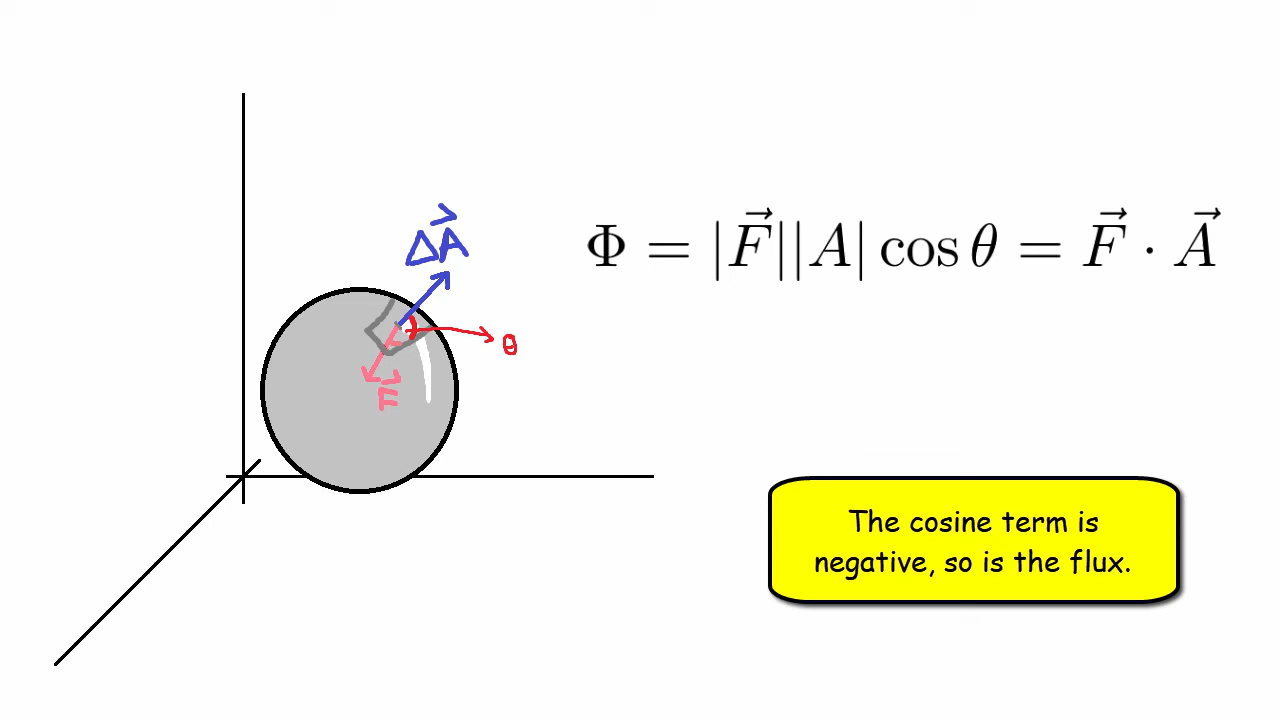 ΔA⃗
Φ = |F⃗||A| cos θ = F⃗ · A⃗
θ
F⃗
The cosine term is
negative, so is the flux.